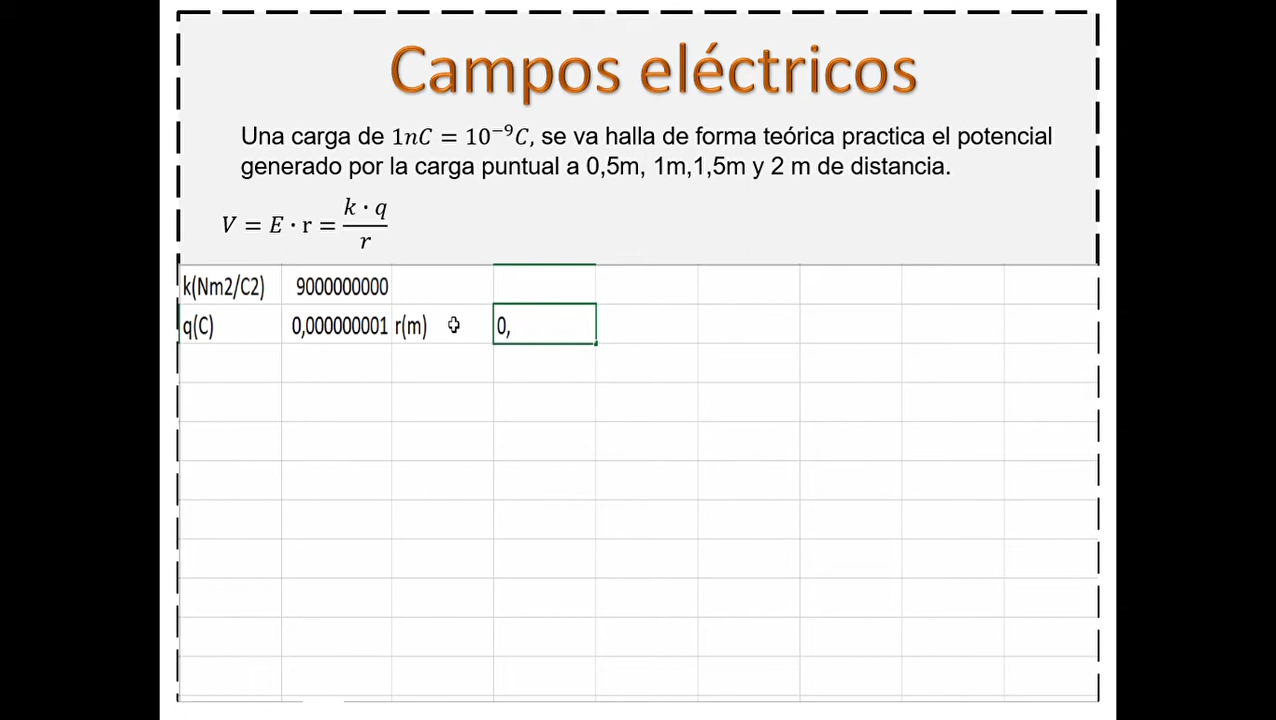 Campos eléctricos
Una carga de 1nC = 10⁻⁹C, se va halla de forma teórica practica el potencial
generado por la carga puntual a 0,5m, 1m,1,5m y 2 m de distancia.
V = E · r = k · q / r
k(Nm2/C2) 9000000000
q(C) 0,000000001 r(m) 0,